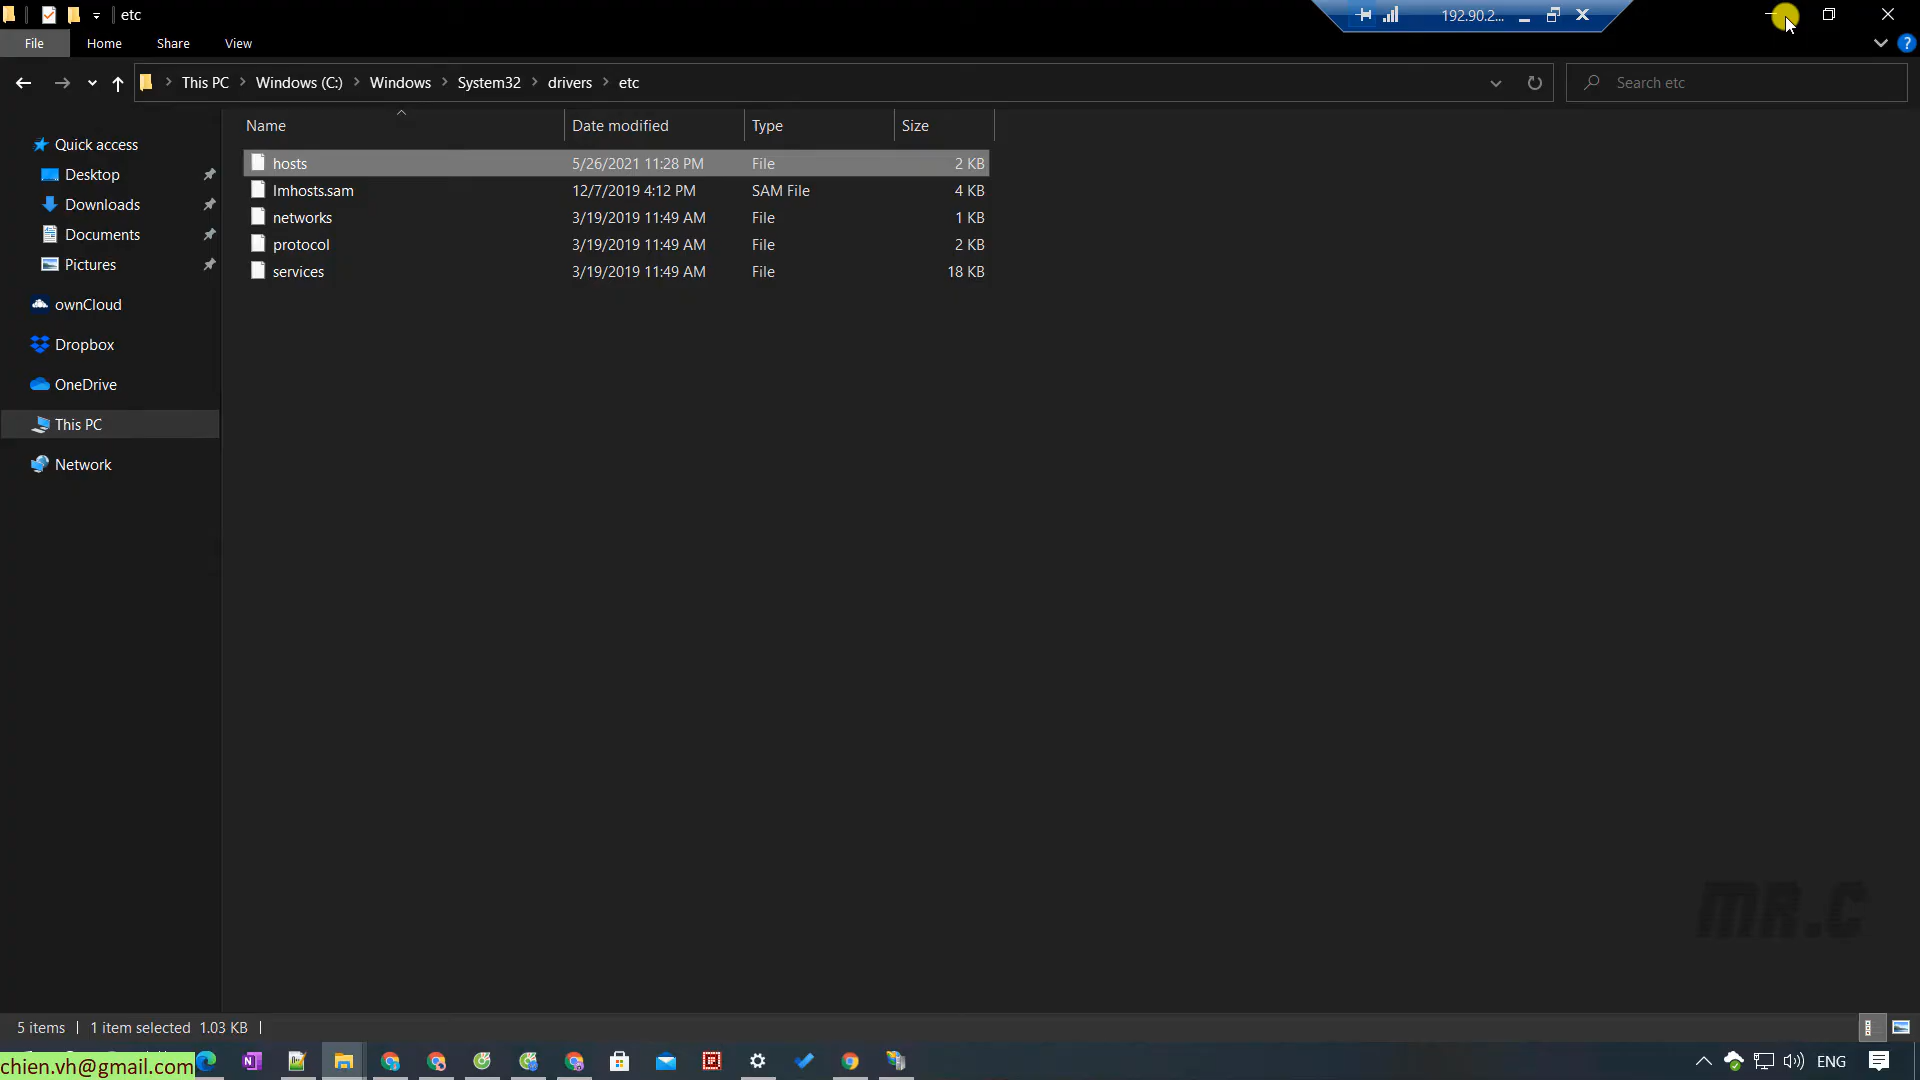 etc
192.90.2...
File Home Share View
This PC Windows (C:) Windows System32 drivers etc
Search etc
Name Date modified Type Size
Quick access
Desktop
Downloads
Documents
Pictures
ownCloud
Dropbox
OneDrive
This PC
Network
hosts 5/26/2021 11:28 PM File 2 KB
lmhosts.sam 12/7/2019 4:12 PM SAM File 4 KB
networks 3/19/2019 11:49 AM File 1 KB
protocol 3/19/2019 11:49 AM File 2 KB
services 3/19/2019 11:49 AM File 18 KB
MR.C
5 items 1 item selected 1.03 KB
chien.vh@gmail.com
ENG